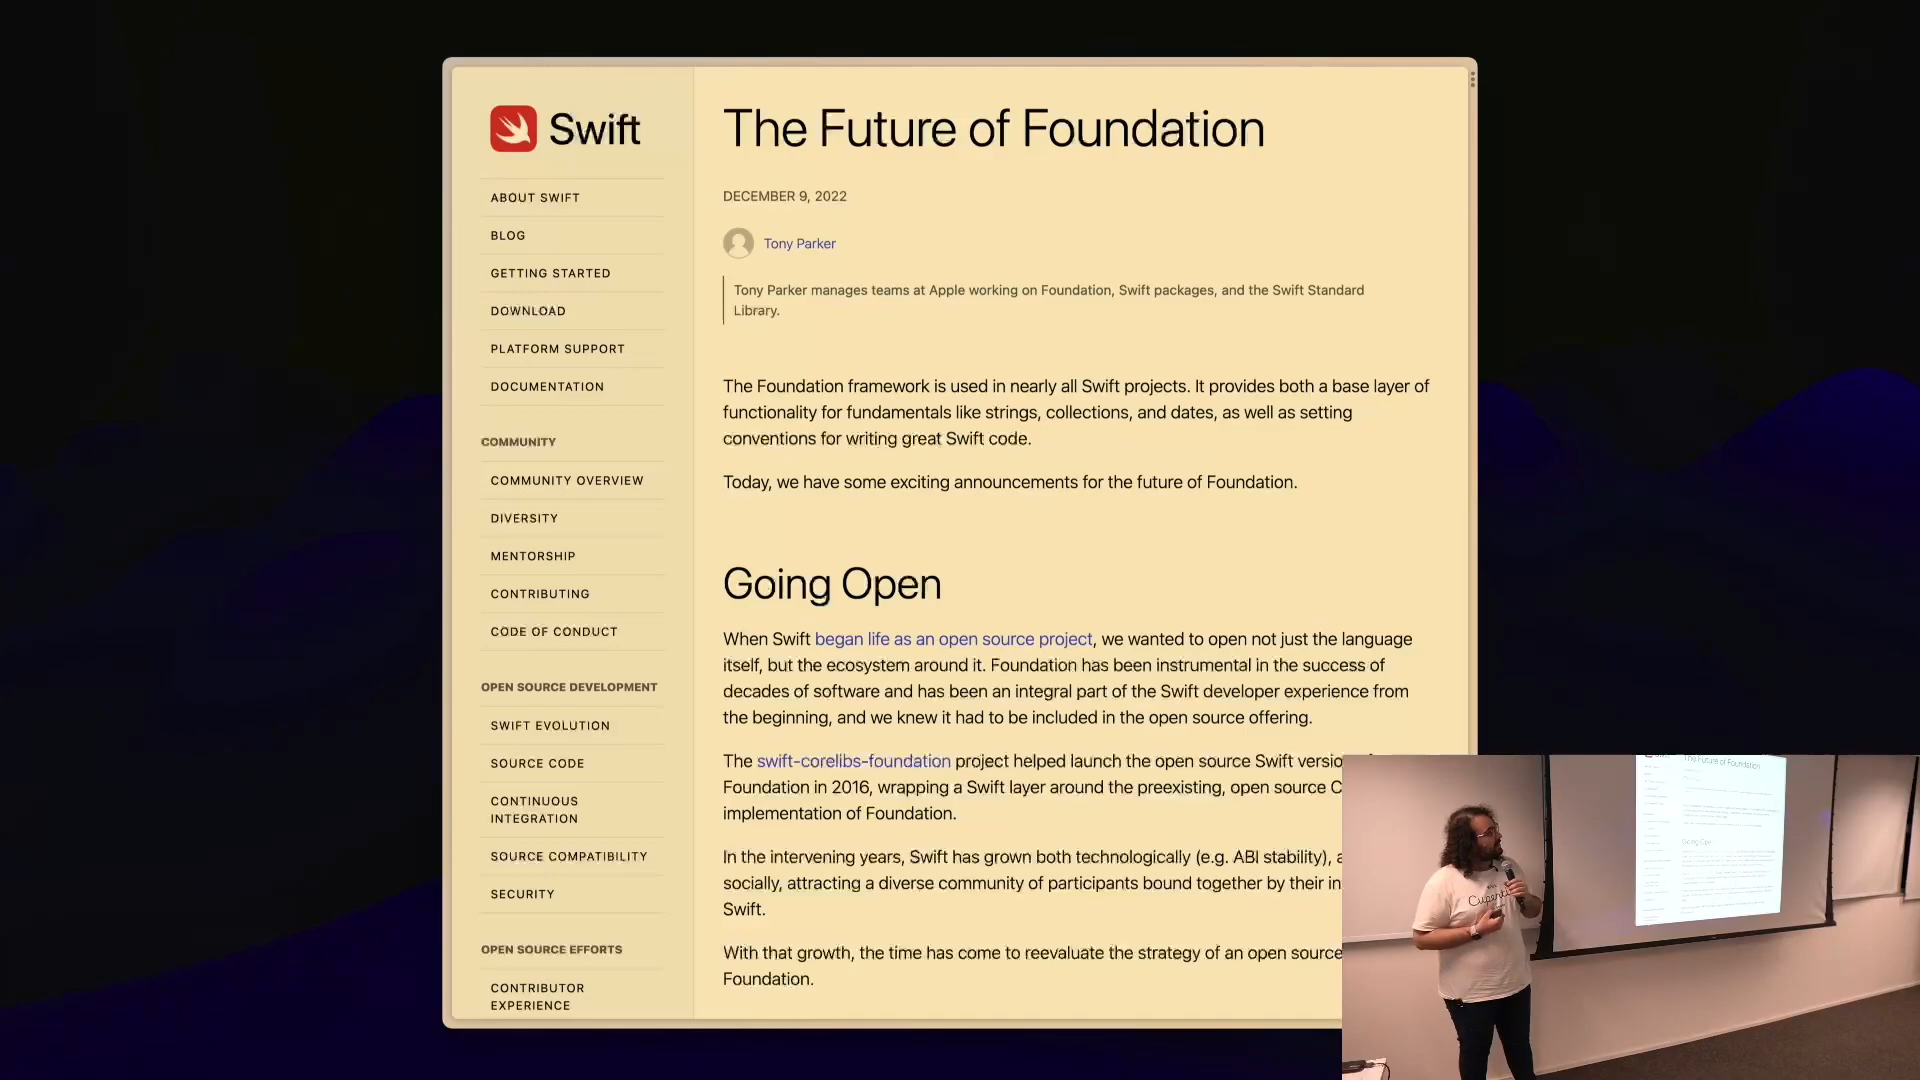 Swift
ABOUT SWIFT
BLOG
GETTING STARTED
DOWNLOAD
PLATFORM SUPPORT
DOCUMENTATION
COMMUNITY
COMMUNITY OVERVIEW
DIVERSITY
MENTORSHIP
CONTRIBUTING
CODE OF CONDUCT
OPEN SOURCE DEVELOPMENT
SWIFT EVOLUTION
SOURCE CODE
CONTINUOUS
INTEGRATION
SOURCE COMPATIBILITY
SECURITY
OPEN SOURCE EFFORTS
CONTRIBUTOR
EXPERIENCE
The Future of Foundation
DECEMBER 9, 2022
Tony Parker
Tony Parker manages teams at Apple working on Foundation, Swift packages, and the Swift Standard
Library.
The Foundation framework is used in nearly all Swift projects. It provides both a base layer of
functionality for fundamentals like strings, collections, and dates, as well as setting
conventions for writing great Swift code.
Today, we have some exciting announcements for the future of Foundation.
Going Open
When Swift began life as an open source project, we wanted to open not just the language
itself, but the ecosystem around it. Foundation has been instrumental in the success of
decades of software and has been an integral part of the Swift developer experience from
the beginning, and we knew it had to be included in the open source offering.
The swift-corelibs-foundation project helped launch the open source Swift versio
Foundation in 2016, wrapping a Swift layer around the preexisting, open source C
implementation of Foundation.
In the intervening years, Swift has grown both technologically (e.g. ABI stability), a
socially, attracting a diverse community of participants bound together by their in
Swift.
With that growth, the time has come to reevaluate the strategy of an open source
Foundation.
The Future of Foundation
Going Open